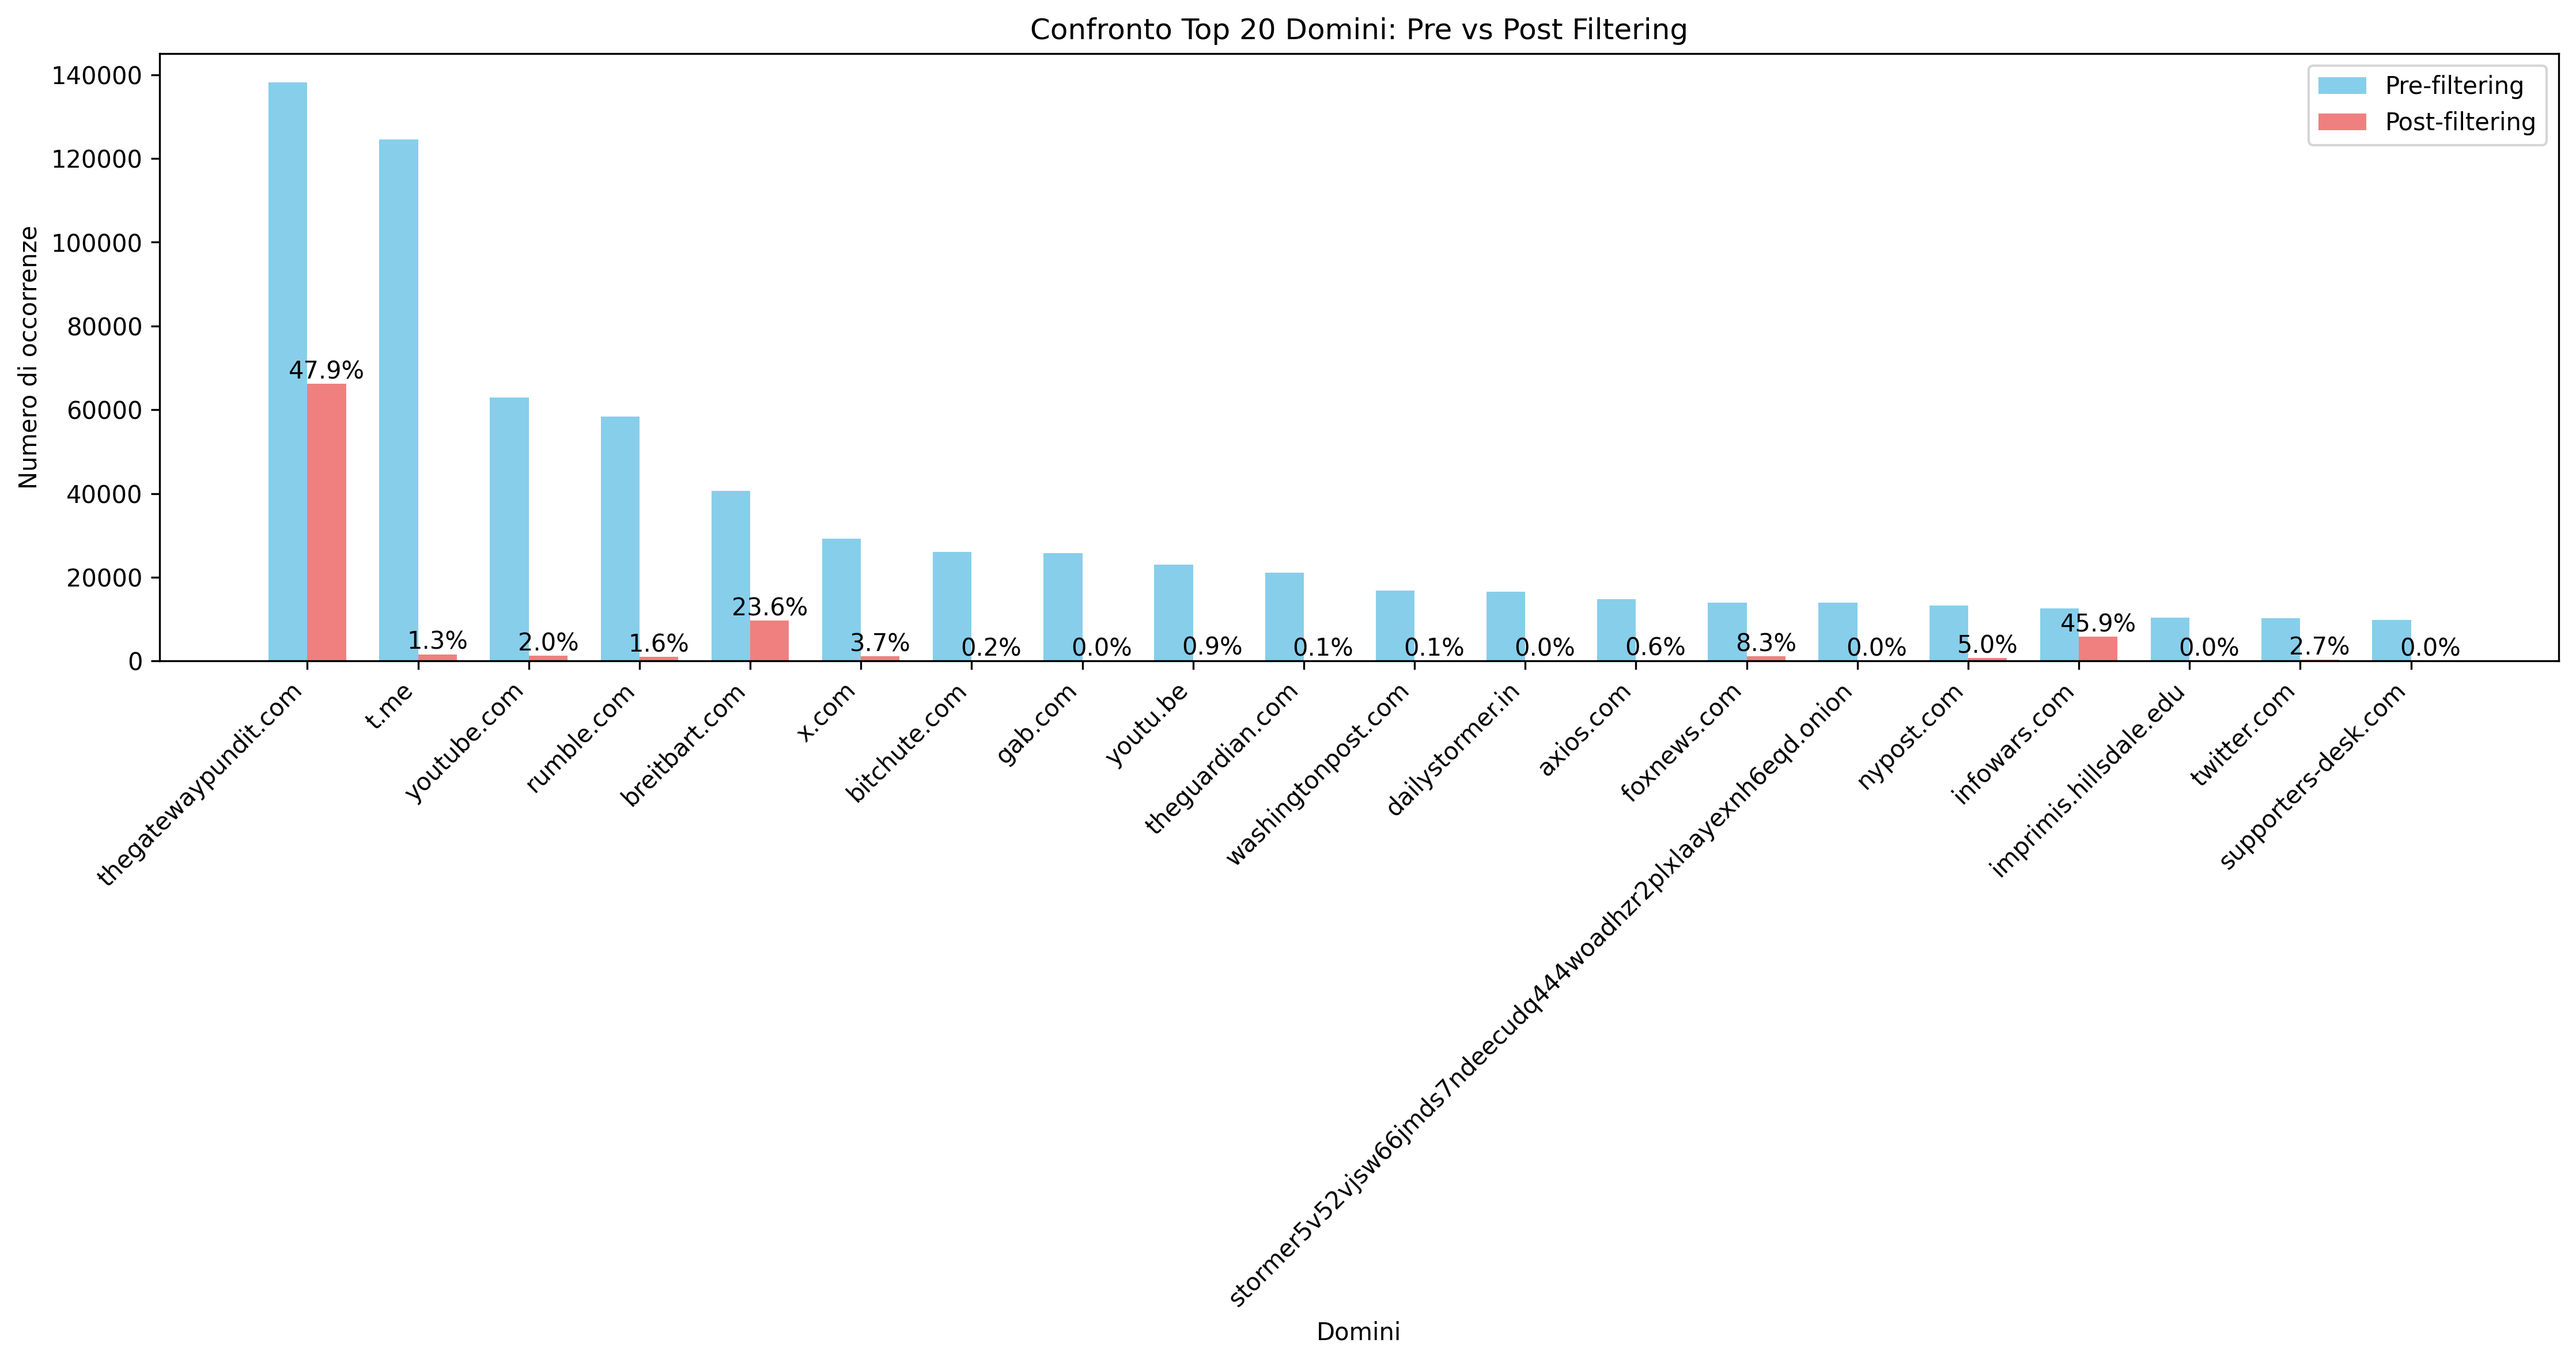 Confronto Top 20 Domini: Pre vs Post Filtering
Pre-filtering
Post-filtering
Numero di occorrenze
140000
120000
100000
80000
60000
40000
20000
0
47.9%
1.3%
2.0%
1.6%
23.6%
3.7%
0.2%
0.0%
0.9%
0.1%
0.1%
0.0%
0.6%
8.3%
0.0%
5.0%
45.9%
0.0%
2.7%
0.0%
thegatewaypundit.com
t.me
youtube.com
rumble.com
breitbart.com
x.com
bitchute.com
gab.com
youtu.be
theguardian.com
washingtonpost.com
dailystormer.in
axios.com
foxnews.com
stormer5v52vjsw66jmds7ndeecudq444woadhzr2plxlaayexnh6eqd.onion
nypost.com
infowars.com
imprimis.hillsdale.edu
twitter.com
supporters-desk.com
Domini